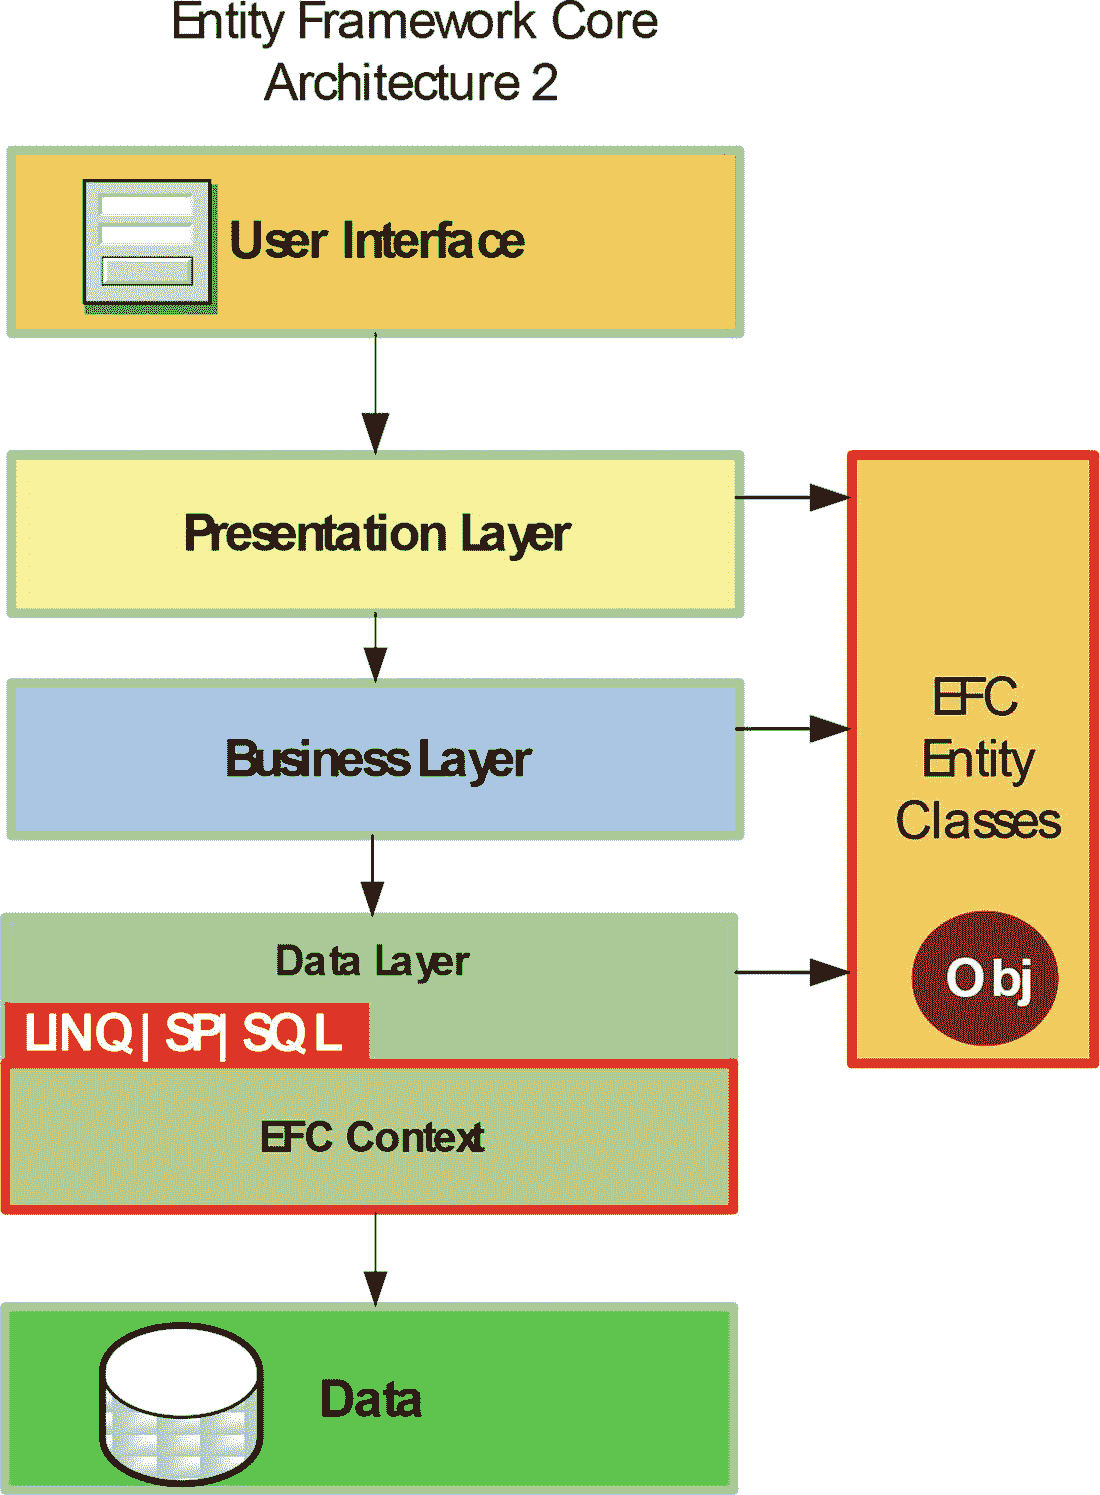 Entity Framework Core
Architecture 2
User Interface
Presentation Layer
Business Layer
EFC
Entity
Classes
Obj
Data Layer
LINQ | SP| SQL
EFC Context
Data